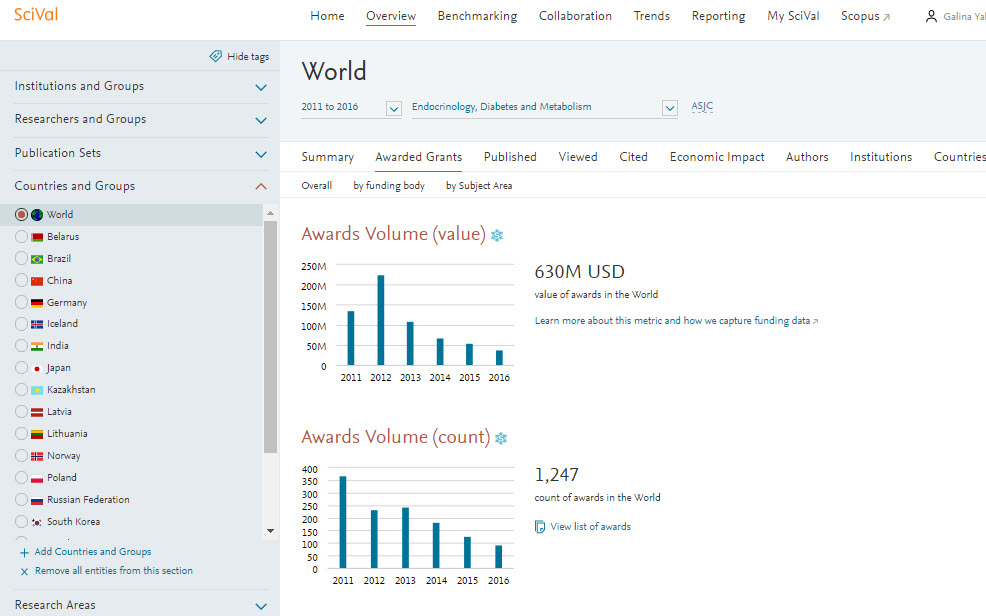 SciVal
Home Overview Benchmarking Collaboration Trends Reporting My SciVal Scopus Galina
Hide tags
Institutions and Groups
Researchers and Groups
Publication Sets
Countries and Groups
World
Belarus
Brazil
China
Germany
Iceland
India
Japan
Kazakhstan
Latvia
Lithuania
Norway
Poland
Russian Federation
South Korea
Add Countries and Groups
Remove all entities from this section
Research Areas
World
2011 to 2016 Endocrinology, Diabetes and Metabolism ASJC
Summary Awarded Grants Published Viewed Cited Economic Impact Authors Institutions Countries
Overall by funding body by Subject Area
Awards Volume (value)
250M
200M
150M
100M
50M
0
2011 2012 2013 2014 2015 2016
630M USD
value of awards in the World
Learn more about this metric and how we capture funding data
Awards Volume (count)
400
350
300
250
200
150
100
50
0
2011 2012 2013 2014 2015 2016
1,247
count of awards in the World
View list of awards